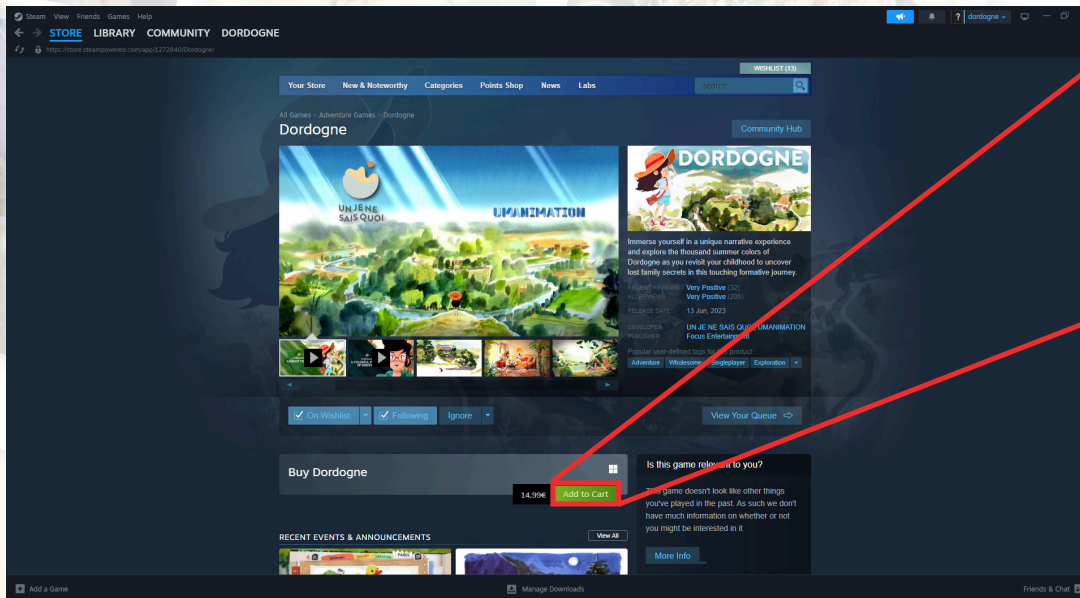 Steam View Friends Games Help
dordogne
STORE LIBRARY COMMUNITY DORDOGNE
https://store.steampowered.com/app/1272840/Dordogne/
WISHLIST (13)
Your Store New & Noteworthy Categories Points Shop News Labs search
All Games > Adventure Games > Dordogne
Dordogne
Community Hub
UN JE NE
SAIS QUOI
UMANIMATION
DORDOGNE
Immerse yourself in a unique narrative experience
and explore the thousand summer colors of
Dordogne as you revisit your childhood to uncover
lost family secrets in this touching formative journey.
RECENT REVIEWS: Very Positive (32)
ALL REVIEWS: Very Positive (205)
RELEASE DATE: 13 Jun, 2023
DEVELOPER: UN JE NE SAIS QUOI, UMANIMATION
PUBLISHER: Focus Entertainment
Popular user-defined tags for this product:
Adventure Wholesome Singleplayer Exploration +
On Wishlist Following Ignore
View Your Queue
Buy Dordogne
14.99€ Add to Cart
Is this game relevant to you?
This game doesn't look like other things
you've played in the past. As such we don't
have much information on whether or not
you might be interested in it
More Info
RECENT EVENTS & ANNOUNCEMENTS
View All
Add a Game
Manage Downloads
Friends & Chat